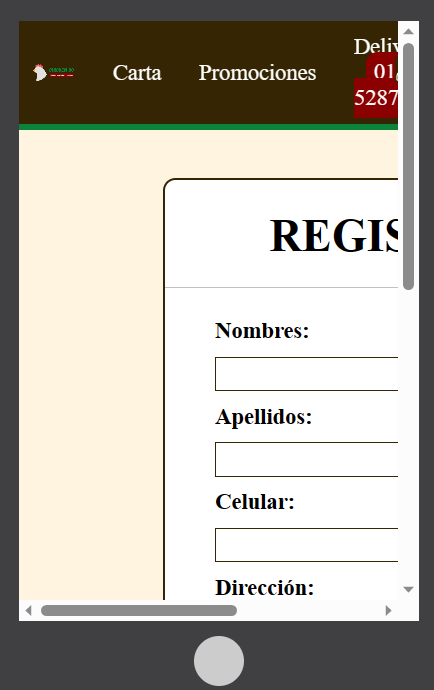 Carta
Promociones
Deliv
01
5287
REGIS
Nombres:
Apellidos:
Celular:
Dirección: